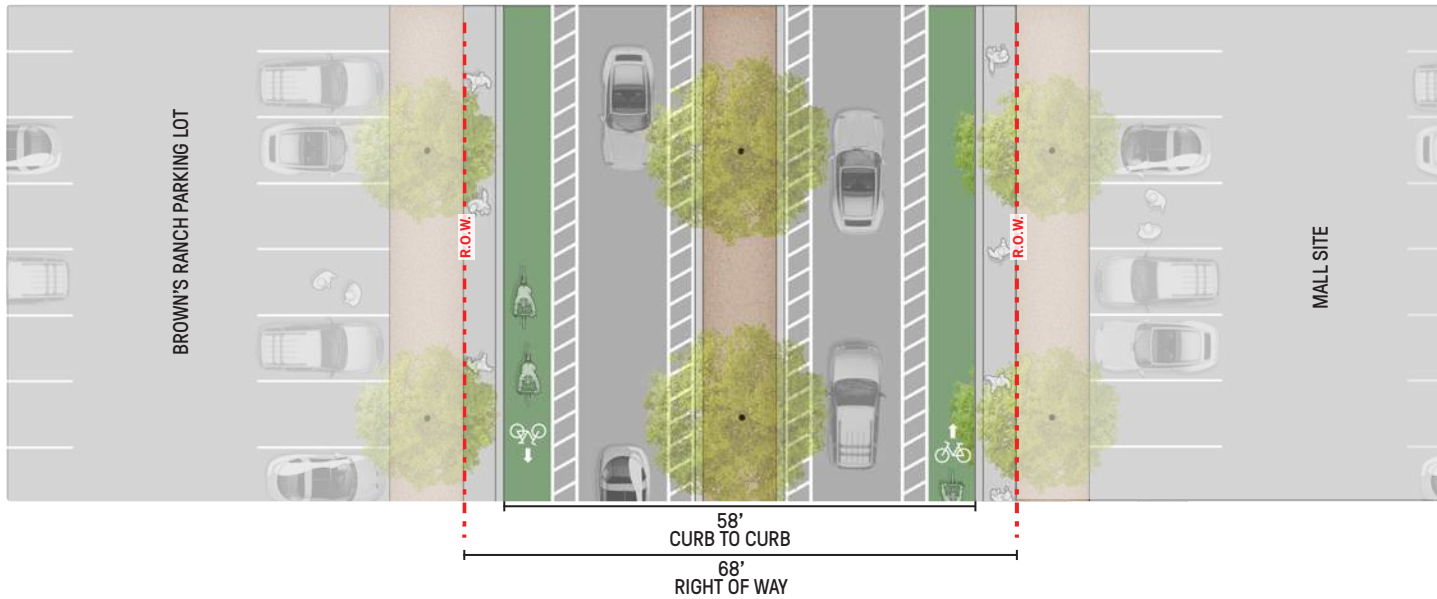 BROWN'S RANCH PARKING LOT
R.O.W.
R.O.W.
MALL SITE
58'
CURB TO CURB
68'
RIGHT OF WAY